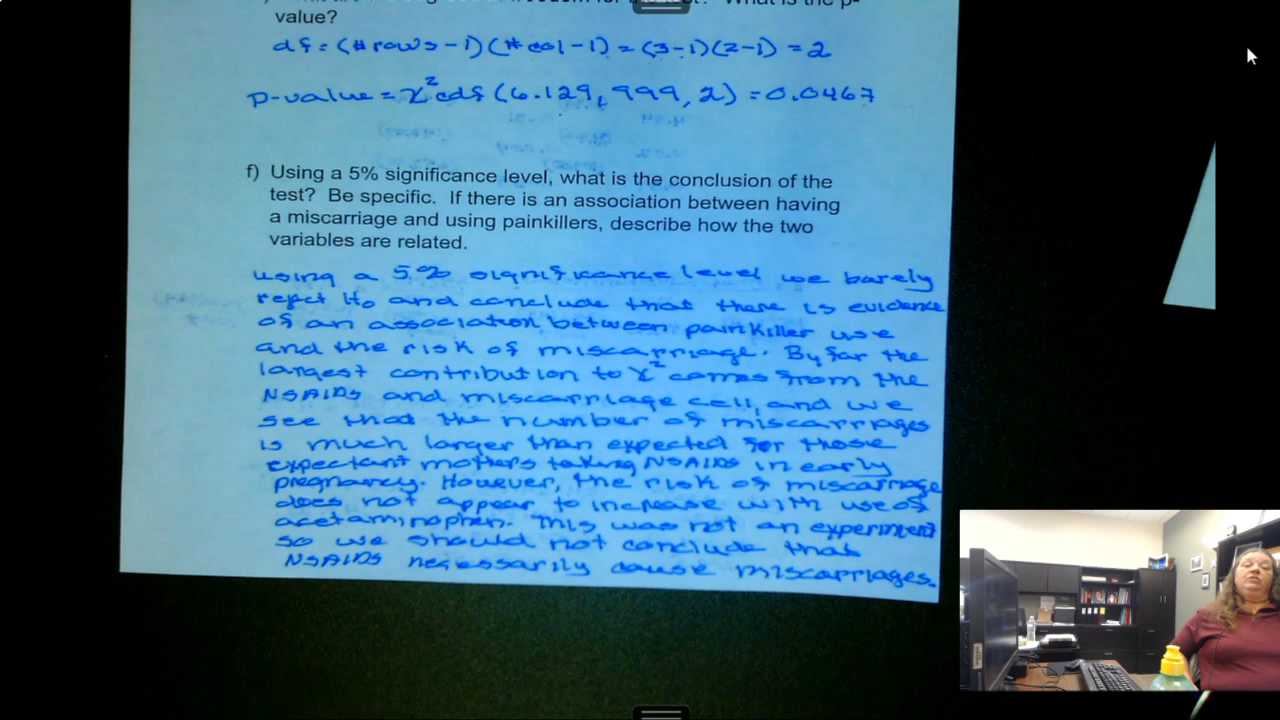 What is the p-
value?
df = (# rows - 1)(# col - 1) = (3-1)(2-1) = 2
p-value = χ²cdf (6.129, 999, 2) = 0.0467
f) Using a 5% significance level, what is the conclusion of the
test? Be specific. If there is an association between having
a miscarriage and using painkillers, describe how the two
variables are related.
Using a 5% significance level we barely
reject H₀ and conclude that there is evidence
of an association between painkiller use
and the risk of miscarriage. By far the
largest contribution to χ² comes from the
NSAIDS and miscarriage cell, and we
see that the number of miscarriages
is much larger than expected for those
expectant mothers taking NSAIDS in early
pregnancy. However, the risk of miscarriage
does not appear to increase with use of
acetaminophen. This was not an experiment
so we should not conclude that
NSAIDS necessarily cause miscarriages.